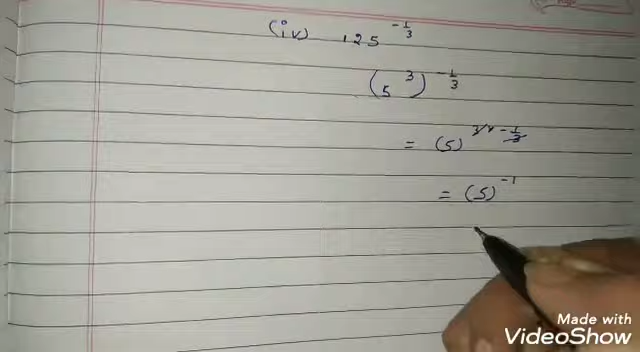 (iv) 125^{-1/3}
(5^3)^{-1/3}
= (5)^{3 × -1/3}
= (5)^{-1}
Made with
VideoShow